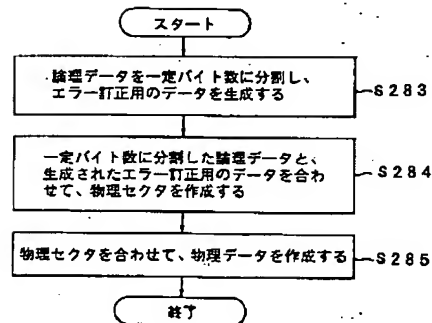 スタート
論理データを一定バイト数に分割し、
エラー訂正用のデータを生成する
S283
一定バイト数に分割した論理データと、
生成されたエラー訂正用のデータを合わ
せて、物理セクタを作成する
S284
物理セクタを合わせて、物理データを作成する
S285
終了